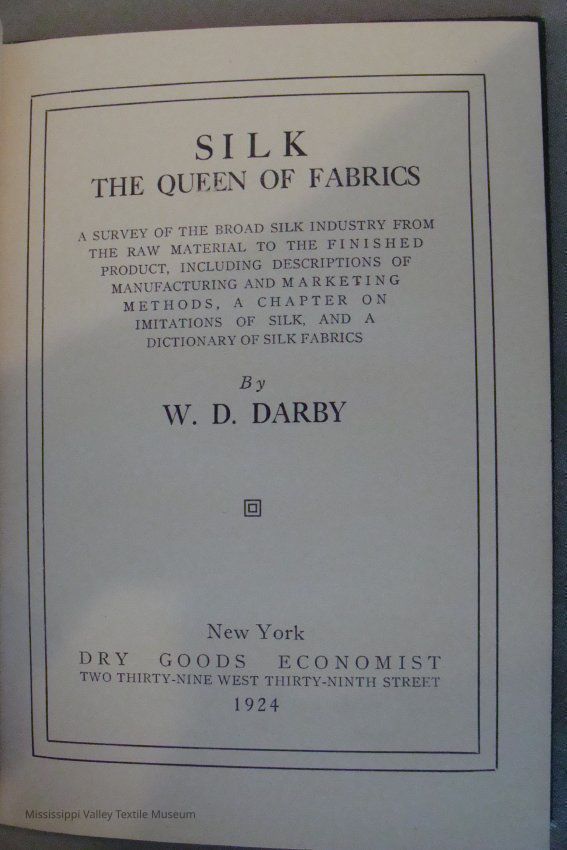 SILK
THE QUEEN OF FABRICS
A SURVEY OF THE BROAD SILK INDUSTRY FROM
THE RAW MATERIAL TO THE FINISHED
PRODUCT, INCLUDING DESCRIPTIONS OF
MANUFACTURING AND MARKETING
METHODS, A CHAPTER ON
IMITATIONS OF SILK, AND A
DICTIONARY OF SILK FABRICS
By
W. D. DARBY
New York
DRY GOODS ECONOMIST
TWO THIRTY-NINE WEST THIRTY-NINTH STREET
1924
Mississippi Valley Textile Museum